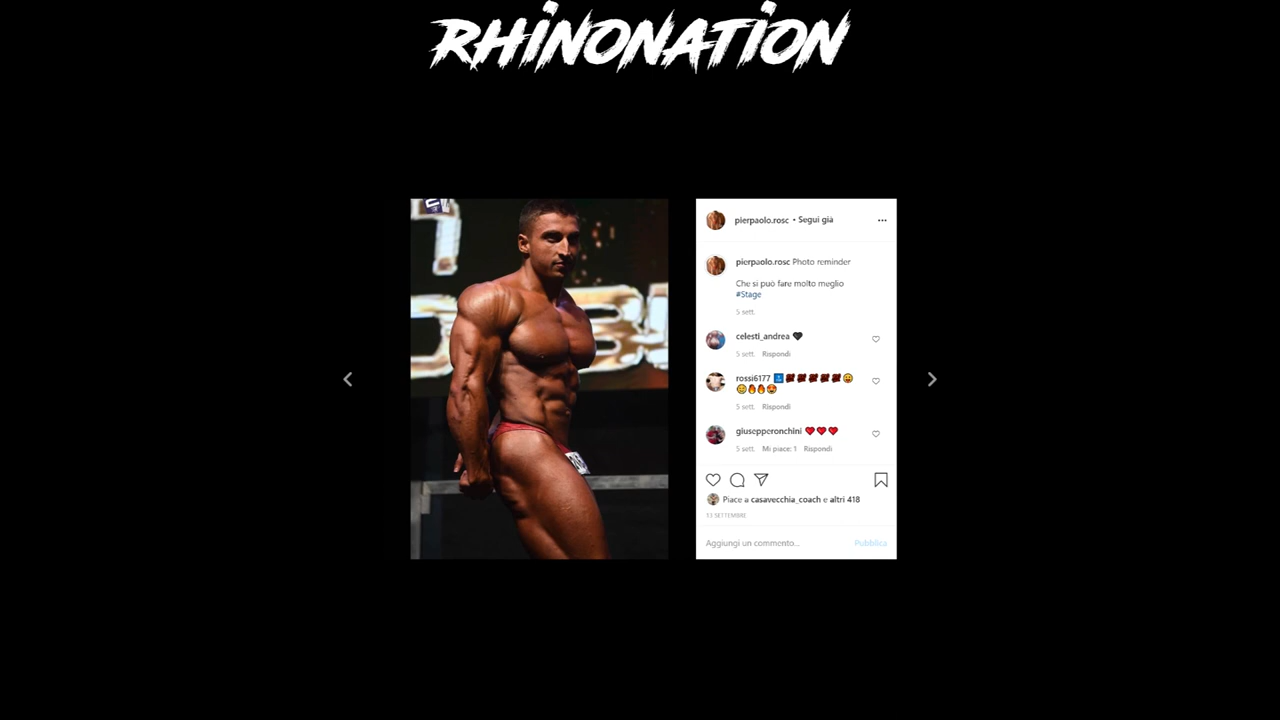 RHINONATION
pierpaolo.rosc • Segui già
pierpaolo.rosc Photo reminder
Che si può fare molto meglio
#Stage
5 sett.
celesti_andrea
5 sett. Rispondi
rossi6177
5 sett. Rispondi
giusepperonchini
5 sett. Mi piace: 1 Rispondi
Piace a casavecchia_coach e altri 418
13 SETTEMBRE
Aggiungi un commento...
Pubblica